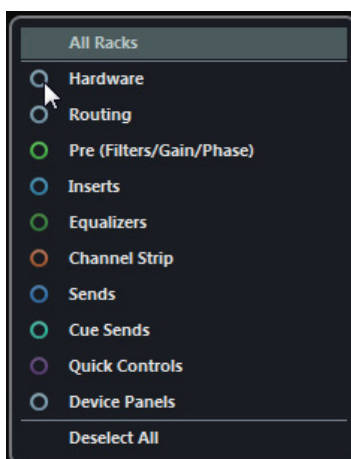 All Racks
Hardware
Routing
Pre (Filters/Gain/Phase)
Inserts
Equalizers
Channel Strip
Sends
Cue Sends
Quick Controls
Device Panels
Deselect All